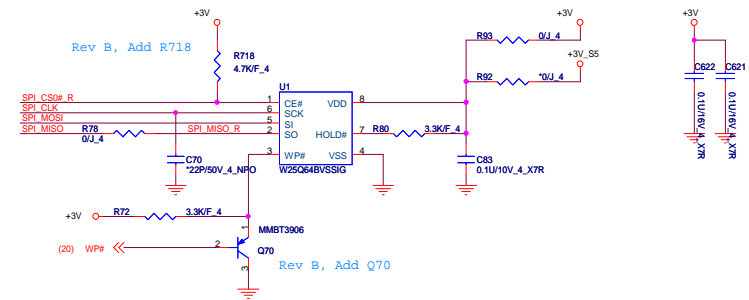 +3V
+3V
R93
0/J_4
Rev B, Add R718
R718
4.7K/F_4
+3V_S5
R92
*0/J_4
C622
C621
0.1U/16V_4_X7R
0.1U/16V_4_X7R
+3V
U1
SPI_CS0#_R
1
CE#
VDD
8
SPI_CLK
6
SCK
SPI_MOSI
5
SI
SPI_MISO
R78
0/J_4
SPI_MISO_R
2
SO
HOLD#
7
R80
3.3K/F_4
3
WP#
VSS
4
W25Q64BVSSIG
C70
*22P/50V_4_NPO
C83
0.1U/10V_4_X7R
+3V
R72
3.3K/F_4
1
MMBT3906
(20)
WP#
2
Q70
3
Rev B, Add Q70